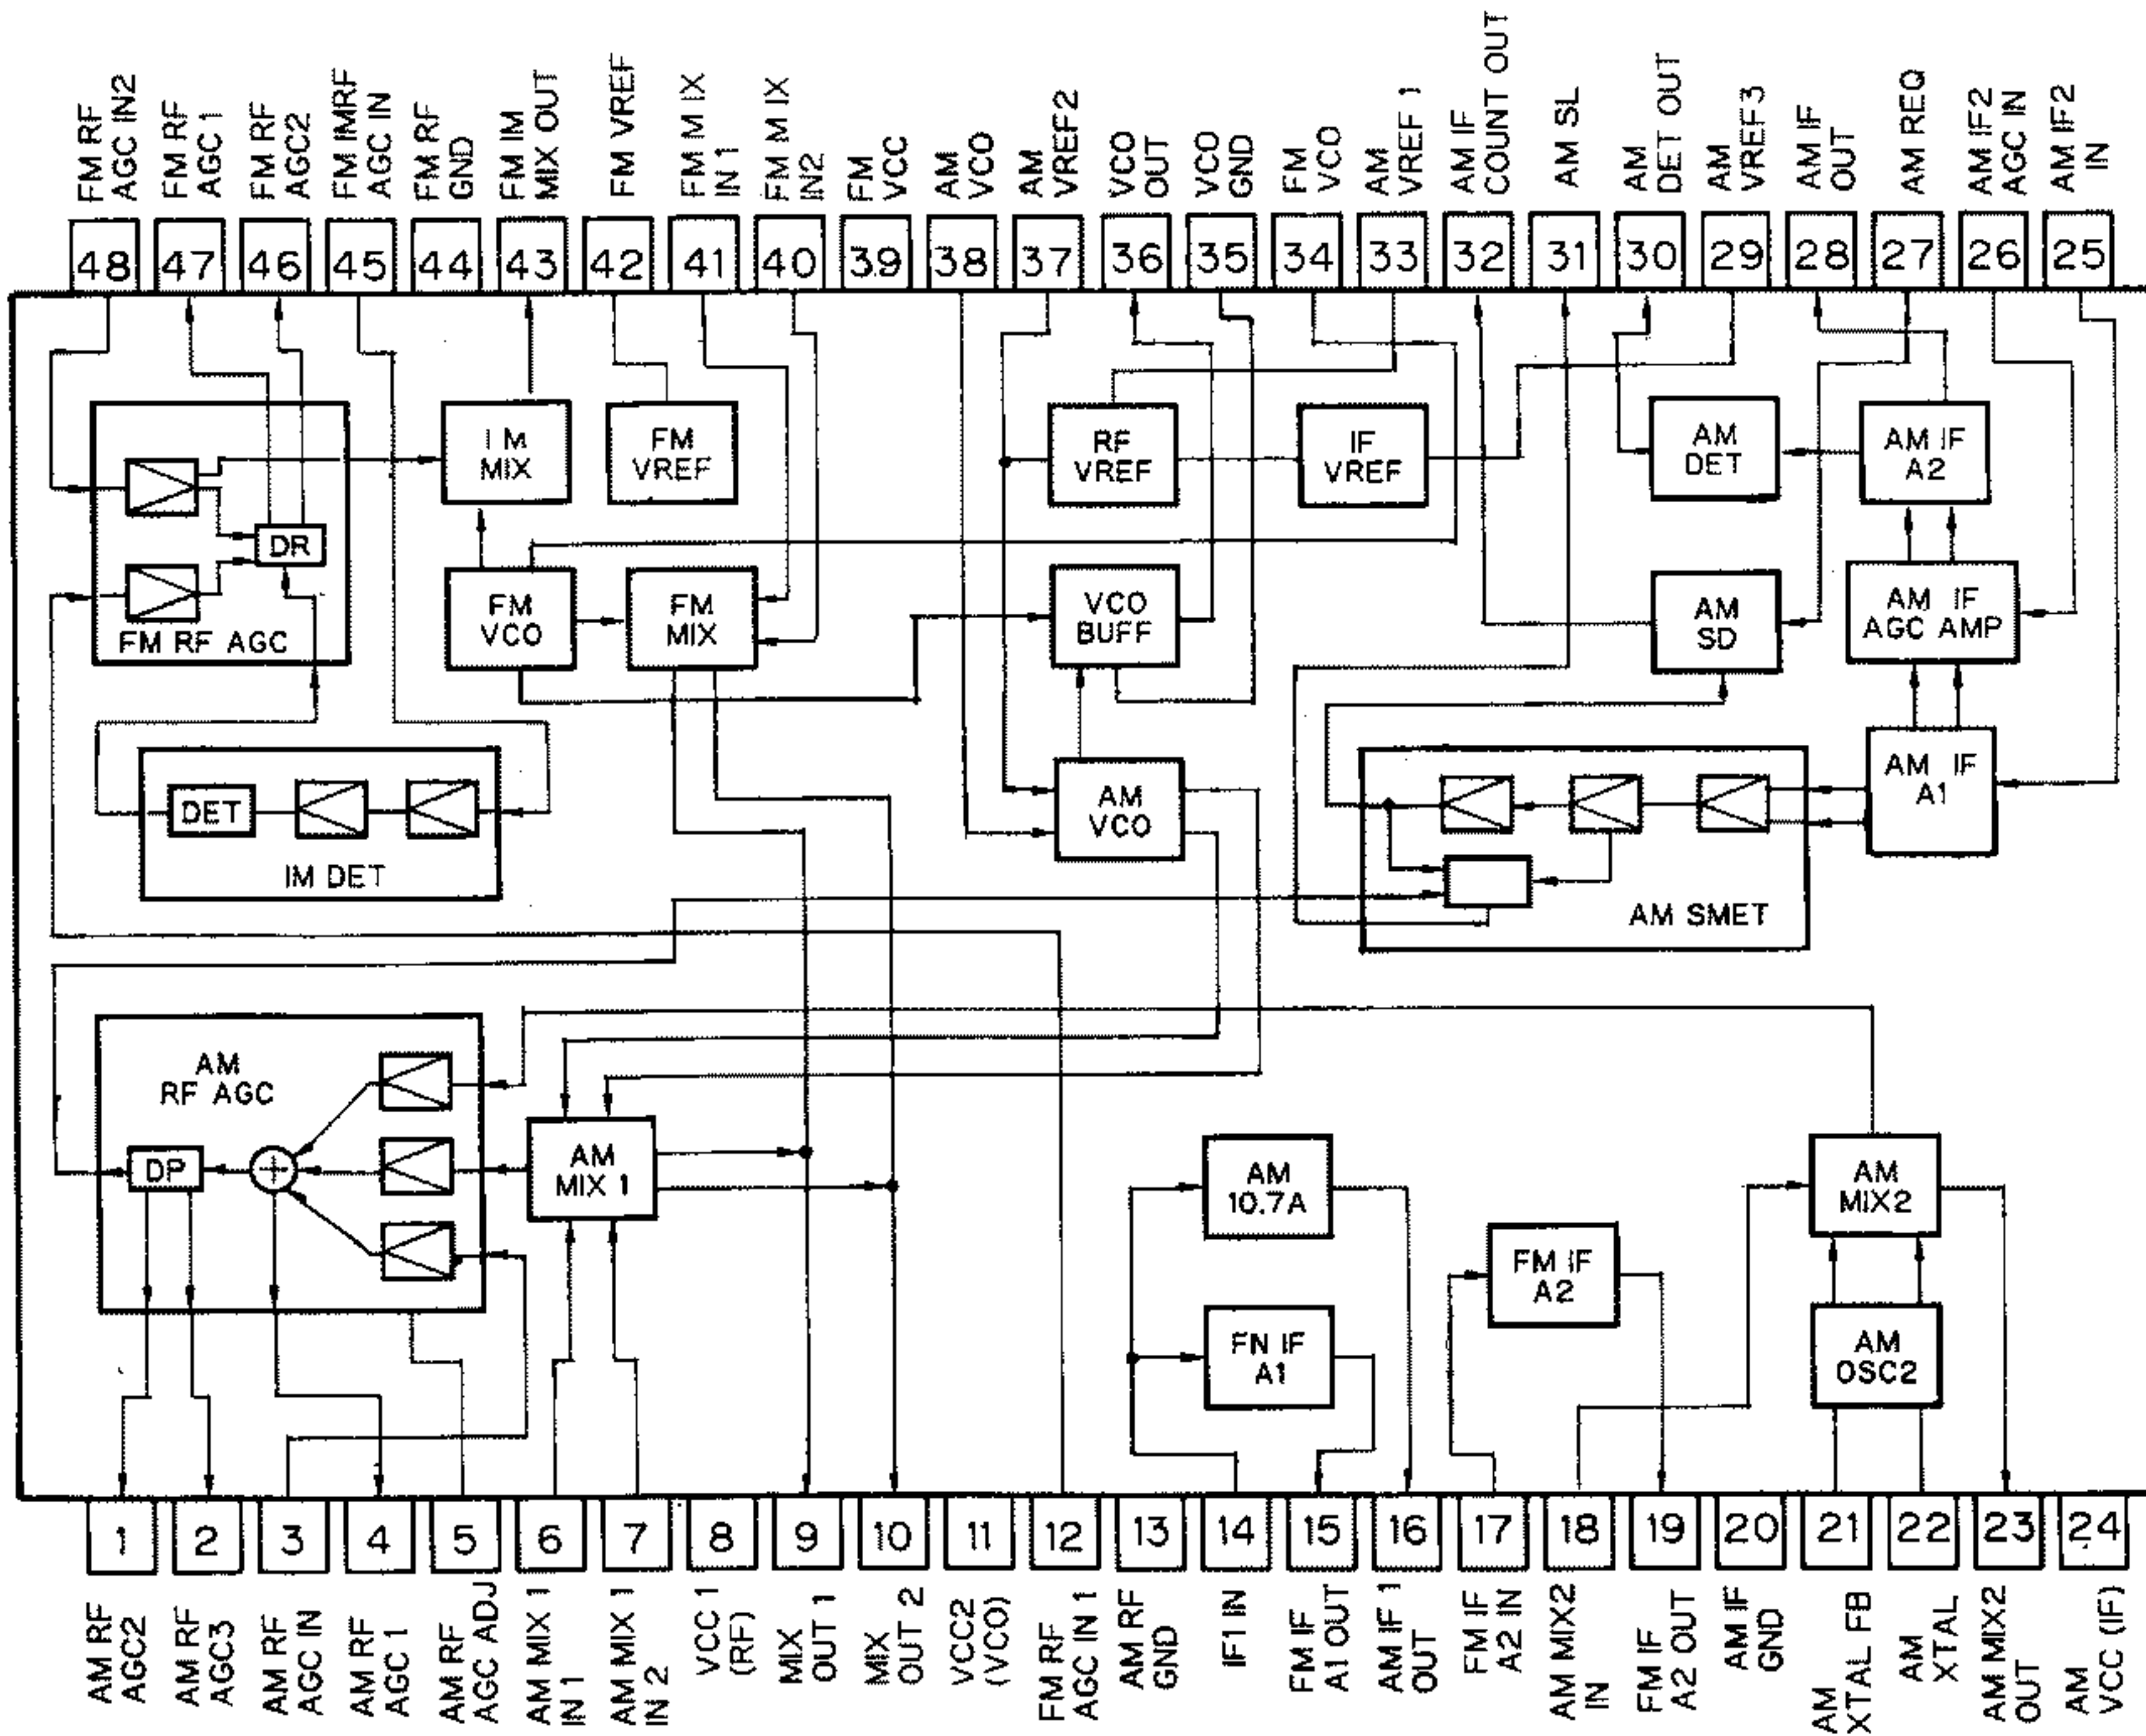 FM RF
AGC IN2
FM RF
AGC1
FM RF
AGC2
FM IMRF
AGC IN
FM RF
GND
FM IM
MIX OUT
FM VREF
FM M IX
IN1
FM M IX
IN2
FM
VCC
AM
VCO
AM
VREF2
VCO
OUT
VCO
GND
FM
VCO
AM
VREF 1
AM IF
COUNT OUT
AM SL
AM
DET OUT
AM
VREF3
AM IF
OUT
AM REQ
AM IF2
AGC IN
AM IF2
IN
48 47 46 45 44 43 42 41 40 39 38 37 36 35 34 33 32 31 30 29 28 27 26 25
DR
FM RF AGC
IM
MIX
FM
VREF
RF
VREF
IF
VREF
AM
DET
AM IF
A2
FM
VCO
FM
MIX
VCO
BUFF
AM
SD
AM IF
AGC AMP
DET
IM DET
AM
VCO
AM SMET
AM IF
A1
AM
RF AGC
DP
+
AM
MIX 1
AM
10.7A
FN IF
A1
FM IF
A2
AM
MIX2
AM
OSC2
1 2 3 4 5 6 7 8 9 10 11 12 13 14 15 16 17 18 19 20 21 22 23 24
AM RF
AGC2
AM RF
AGC3
AM RF
AGC IN
AM RF
AGC 1
AM RF
AGC ADJ
AM MIX 1
IN 1
AM MIX 1
IN 2
VCC 1
(RF)
MIX
OUT 1
MIX
OUT 2
VCC2
(VCO)
FM RF
AGC IN 1
AM RF
GND
IF1 IN
FM IF
A1 OUT
AM IF 1
OUT
FM IF
A2 IN
AM MIX2
IN
FM IF
A2 OUT
AM IF
GND
AM
XTAL FB
AM
XTAL
AM MIX2
OUT
AM
VCC (IF)